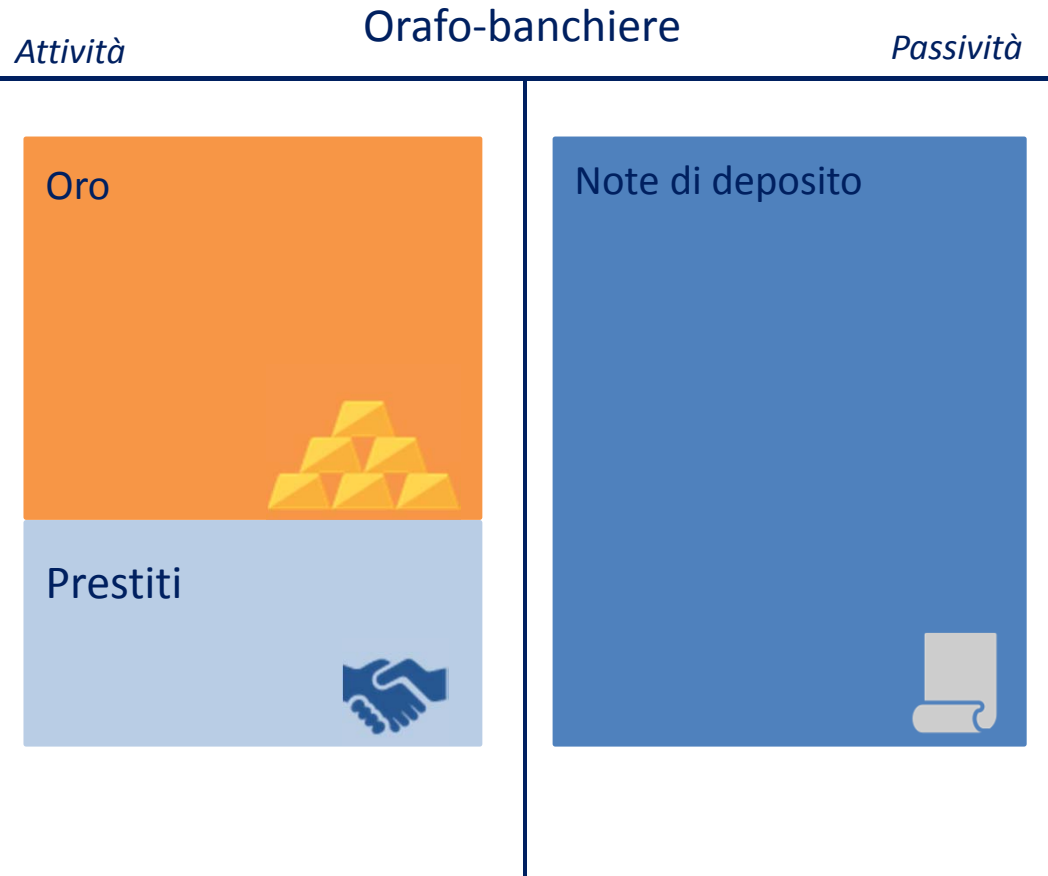 Orafo-banchiere
Attività
Passività
Oro
Note di deposito
Prestiti